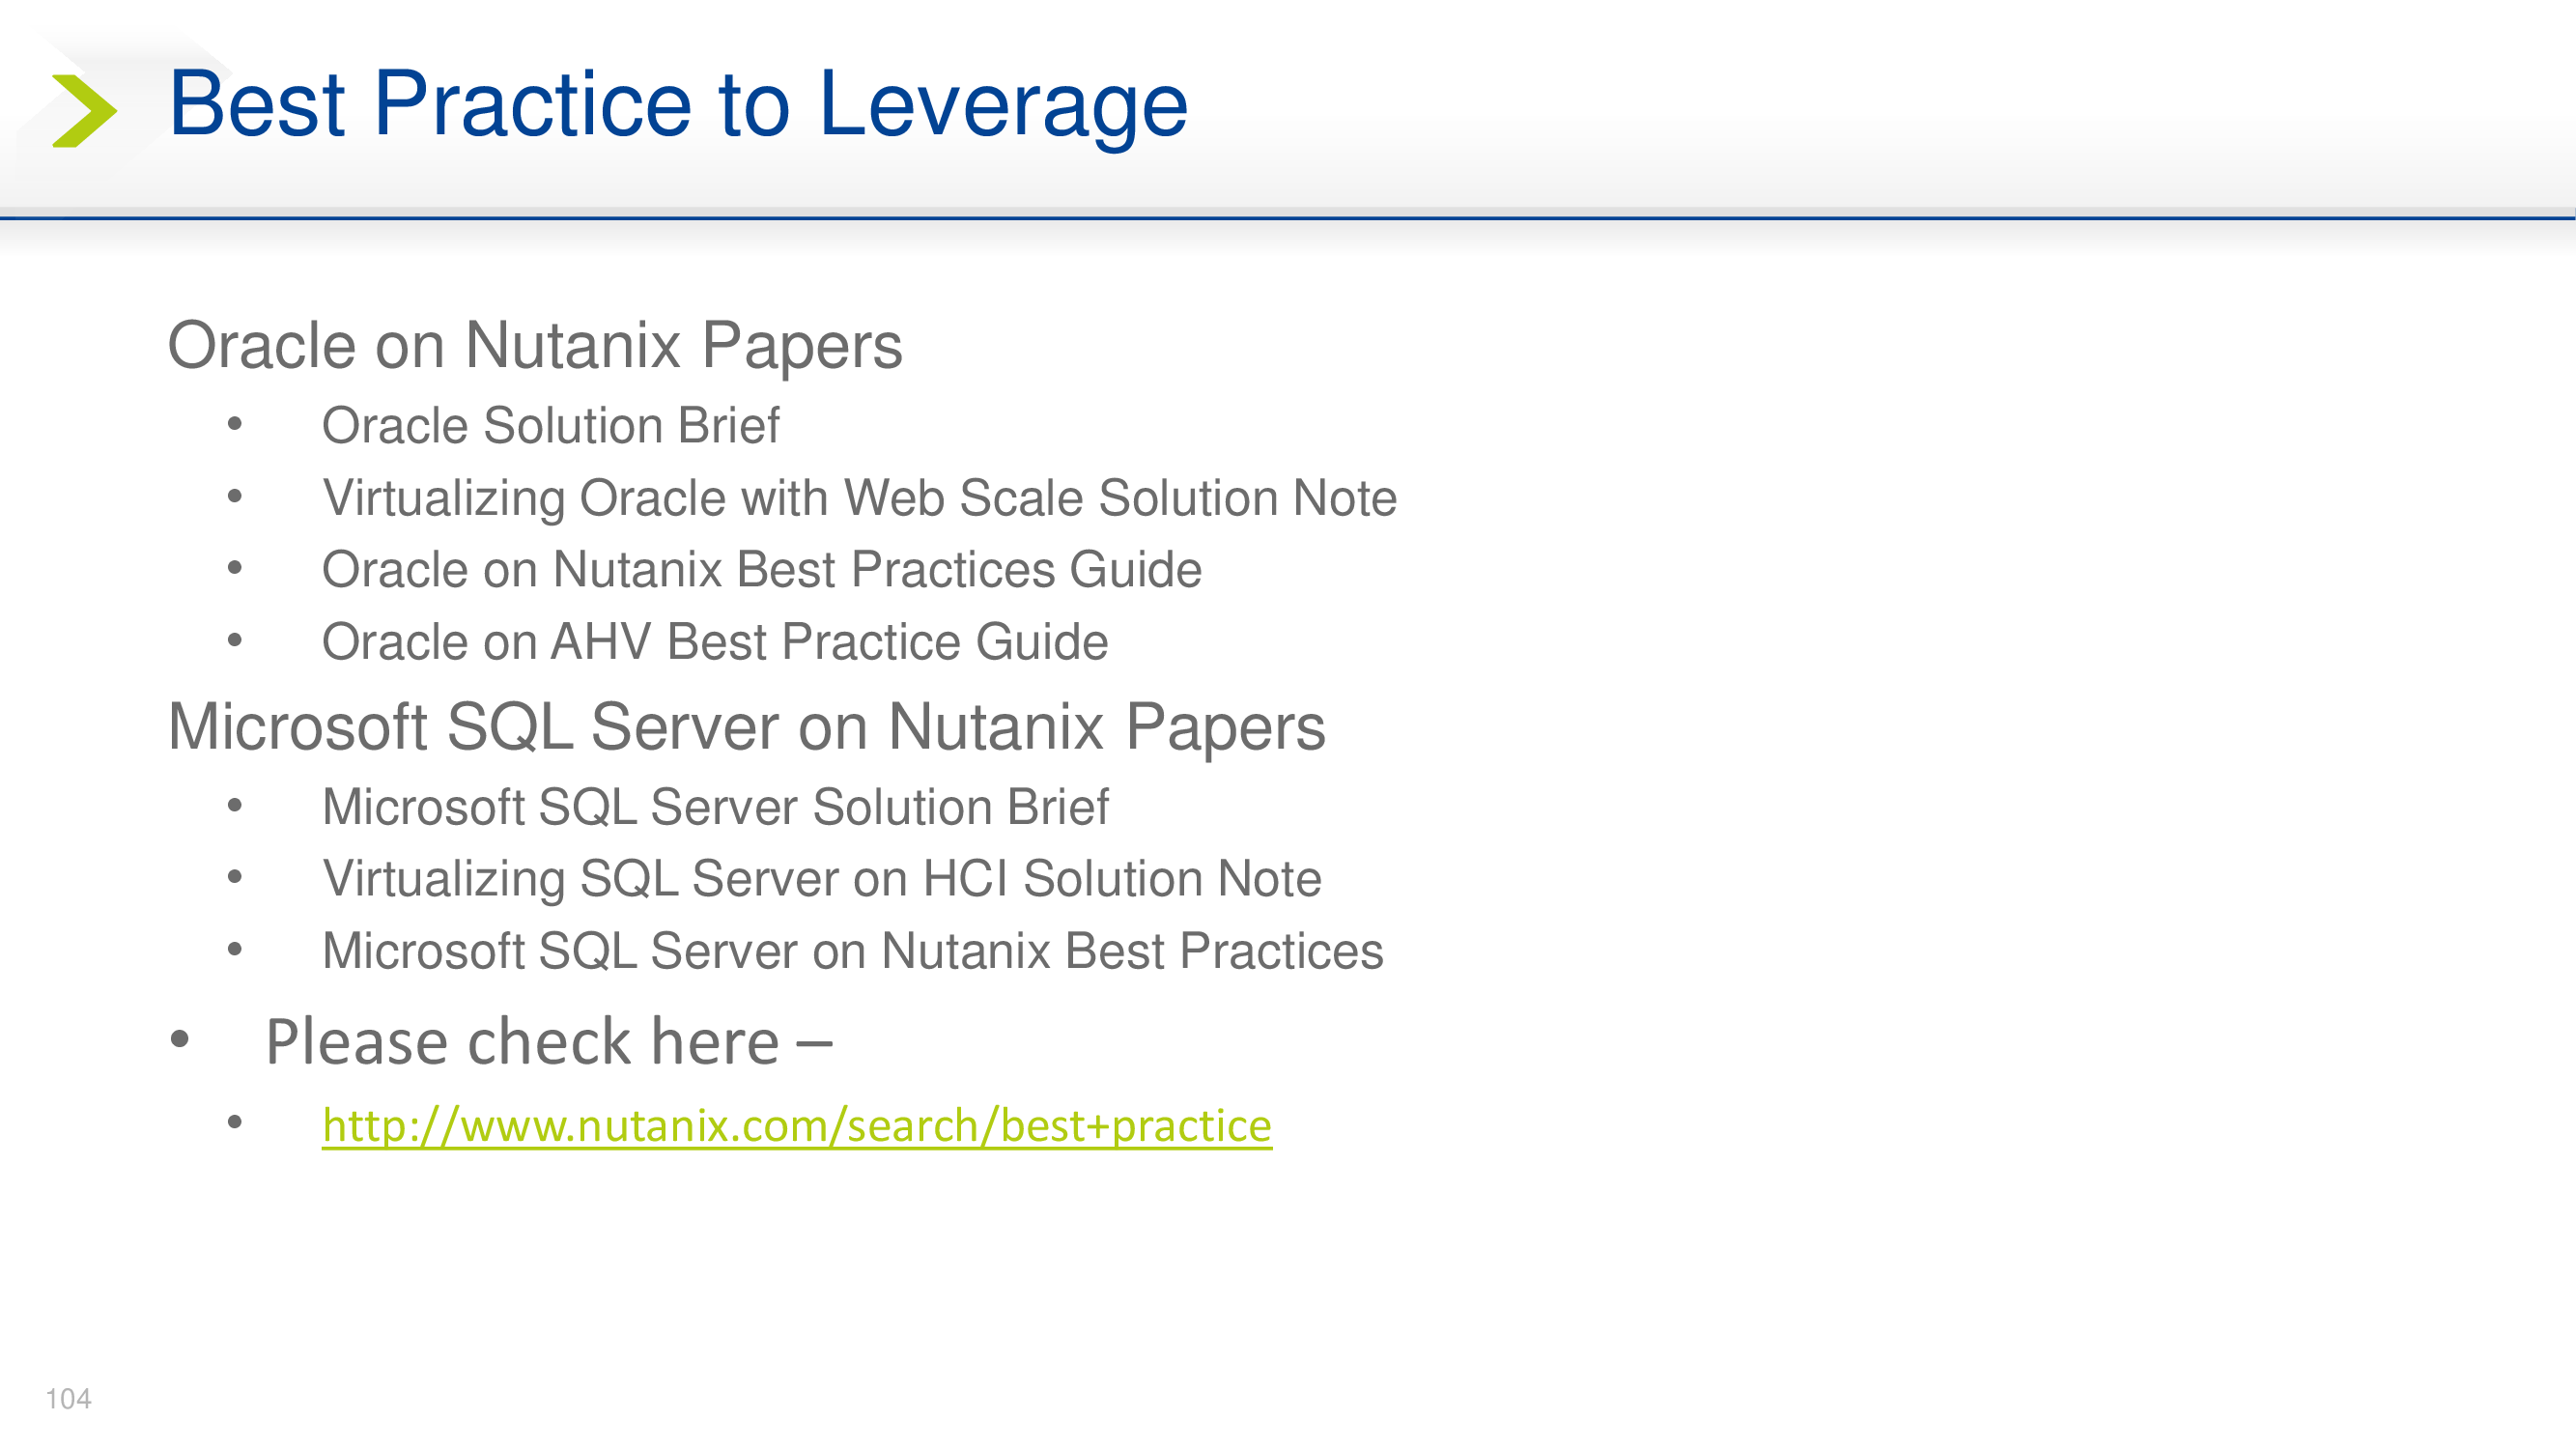 Best Practice to Leverage
Oracle on Nutanix Papers
• Oracle Solution Brief
• Virtualizing Oracle with Web Scale Solution Note
• Oracle on Nutanix Best Practices Guide
• Oracle on AHV Best Practice Guide
Microsoft SQL Server on Nutanix Papers
• Microsoft SQL Server Solution Brief
• Virtualizing SQL Server on HCI Solution Note
• Microsoft SQL Server on Nutanix Best Practices
• Please check here –
• http://www.nutanix.com/search/best+practice
104